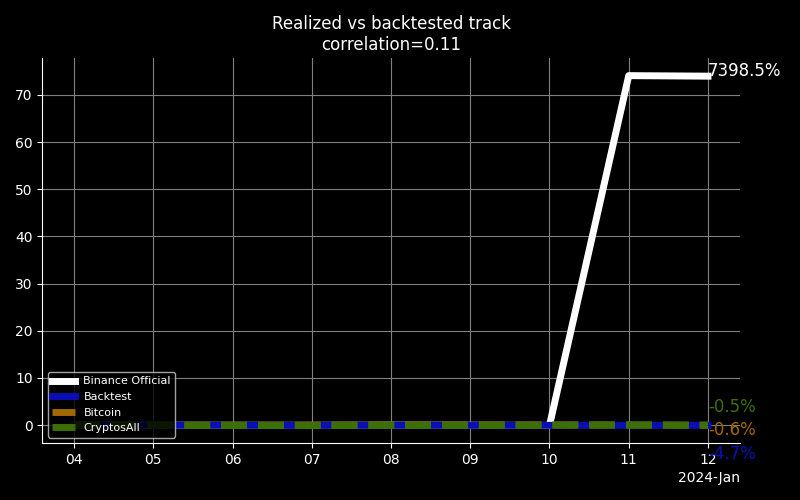 Realized vs backtested track
correlation=0.11
7398.5%
70
60
50
40
30
20
10
0
Binance Official
Backtest
Bitcoin
CryptosAll
-0.5%
-0.6%
-4.7%
04 05 06 07 08 09 10 11 12
2024-Jan